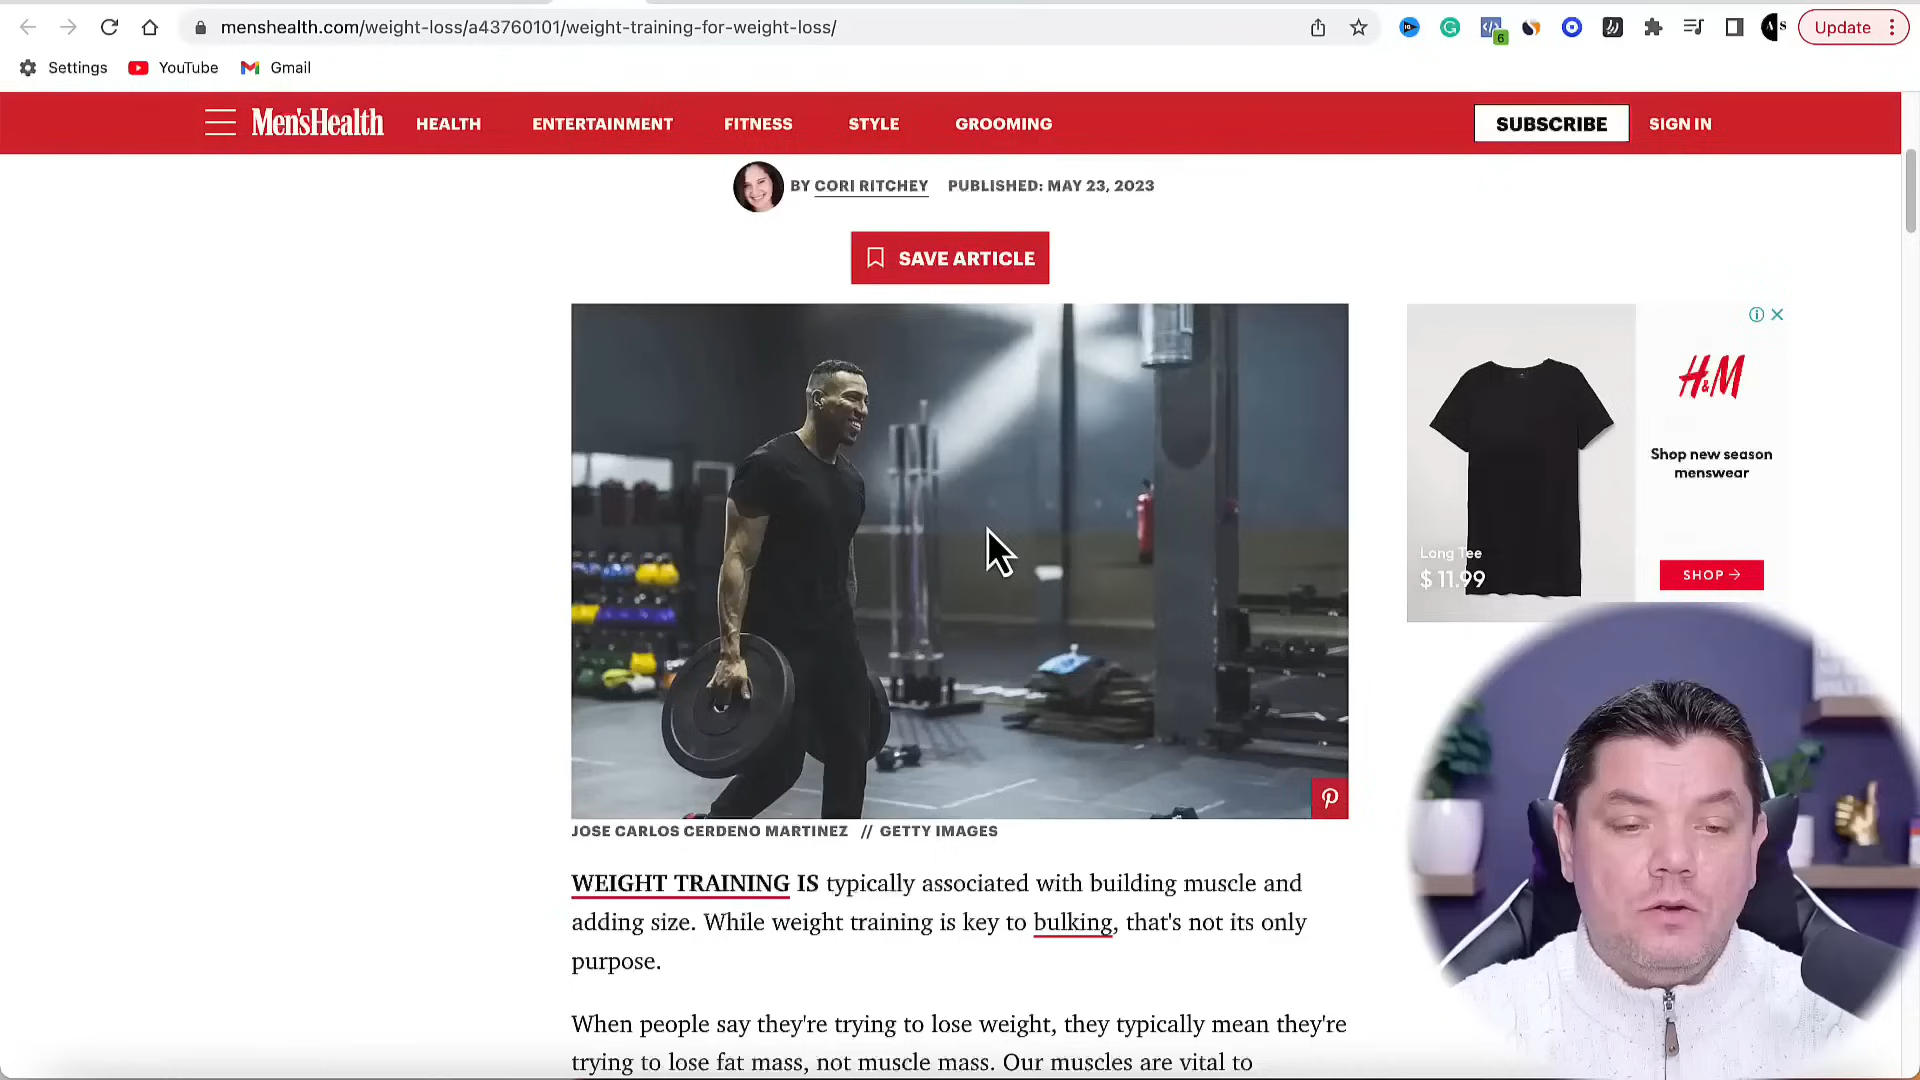 menshealth.com/weight-loss/a43760101/weight-training-for-weight-loss/
6
Update
Settings
YouTube
Gmail
Men'sHealth
HEALTH
ENTERTAINMENT
FITNESS
STYLE
GROOMING
SUBSCRIBE
SIGN IN
BY CORI RITCHEY
PUBLISHED: MAY 23, 2023
SAVE ARTICLE
H&M
Shop new season
menswear
Long Tee
$ 11.99
SHOP →
JOSE CARLOS CERDENO MARTINEZ // GETTY IMAGES
WEIGHT TRAINING IS typically associated with building muscle and
adding size. While weight training is key to bulking, that's not its only
purpose.
When people say they're trying to lose weight, they typically mean they're
trying to lose fat mass, not muscle mass. Our muscles are vital to